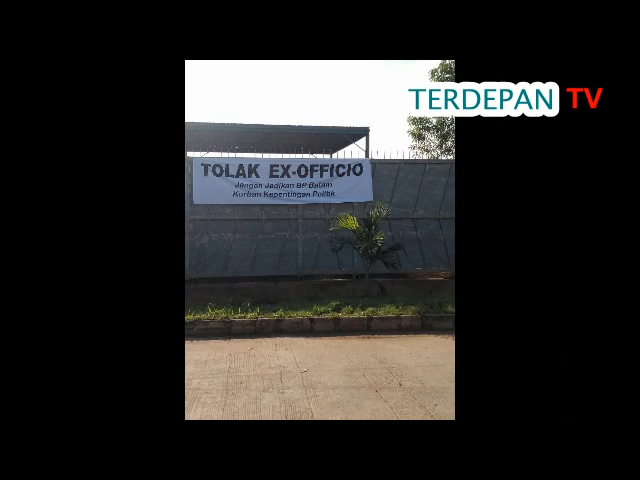 TERDEPAN TV
TOLAK EX-OFFICIO
Jangan Jadikan BP Batam
Korban Kepentingan Politik